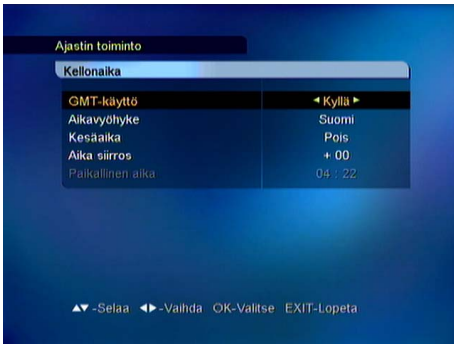 Ajastin toiminto
Kellonaika
GMT-käyttö ◄ Kyllä ►
Aikavyöhyke Suomi
Kesäaika Pois
Aika siirros + 00
Paikallinen aika 04 : 22
▲▼ -Selaa ◄► -Vaihda OK-Valitse EXIT-Lopeta